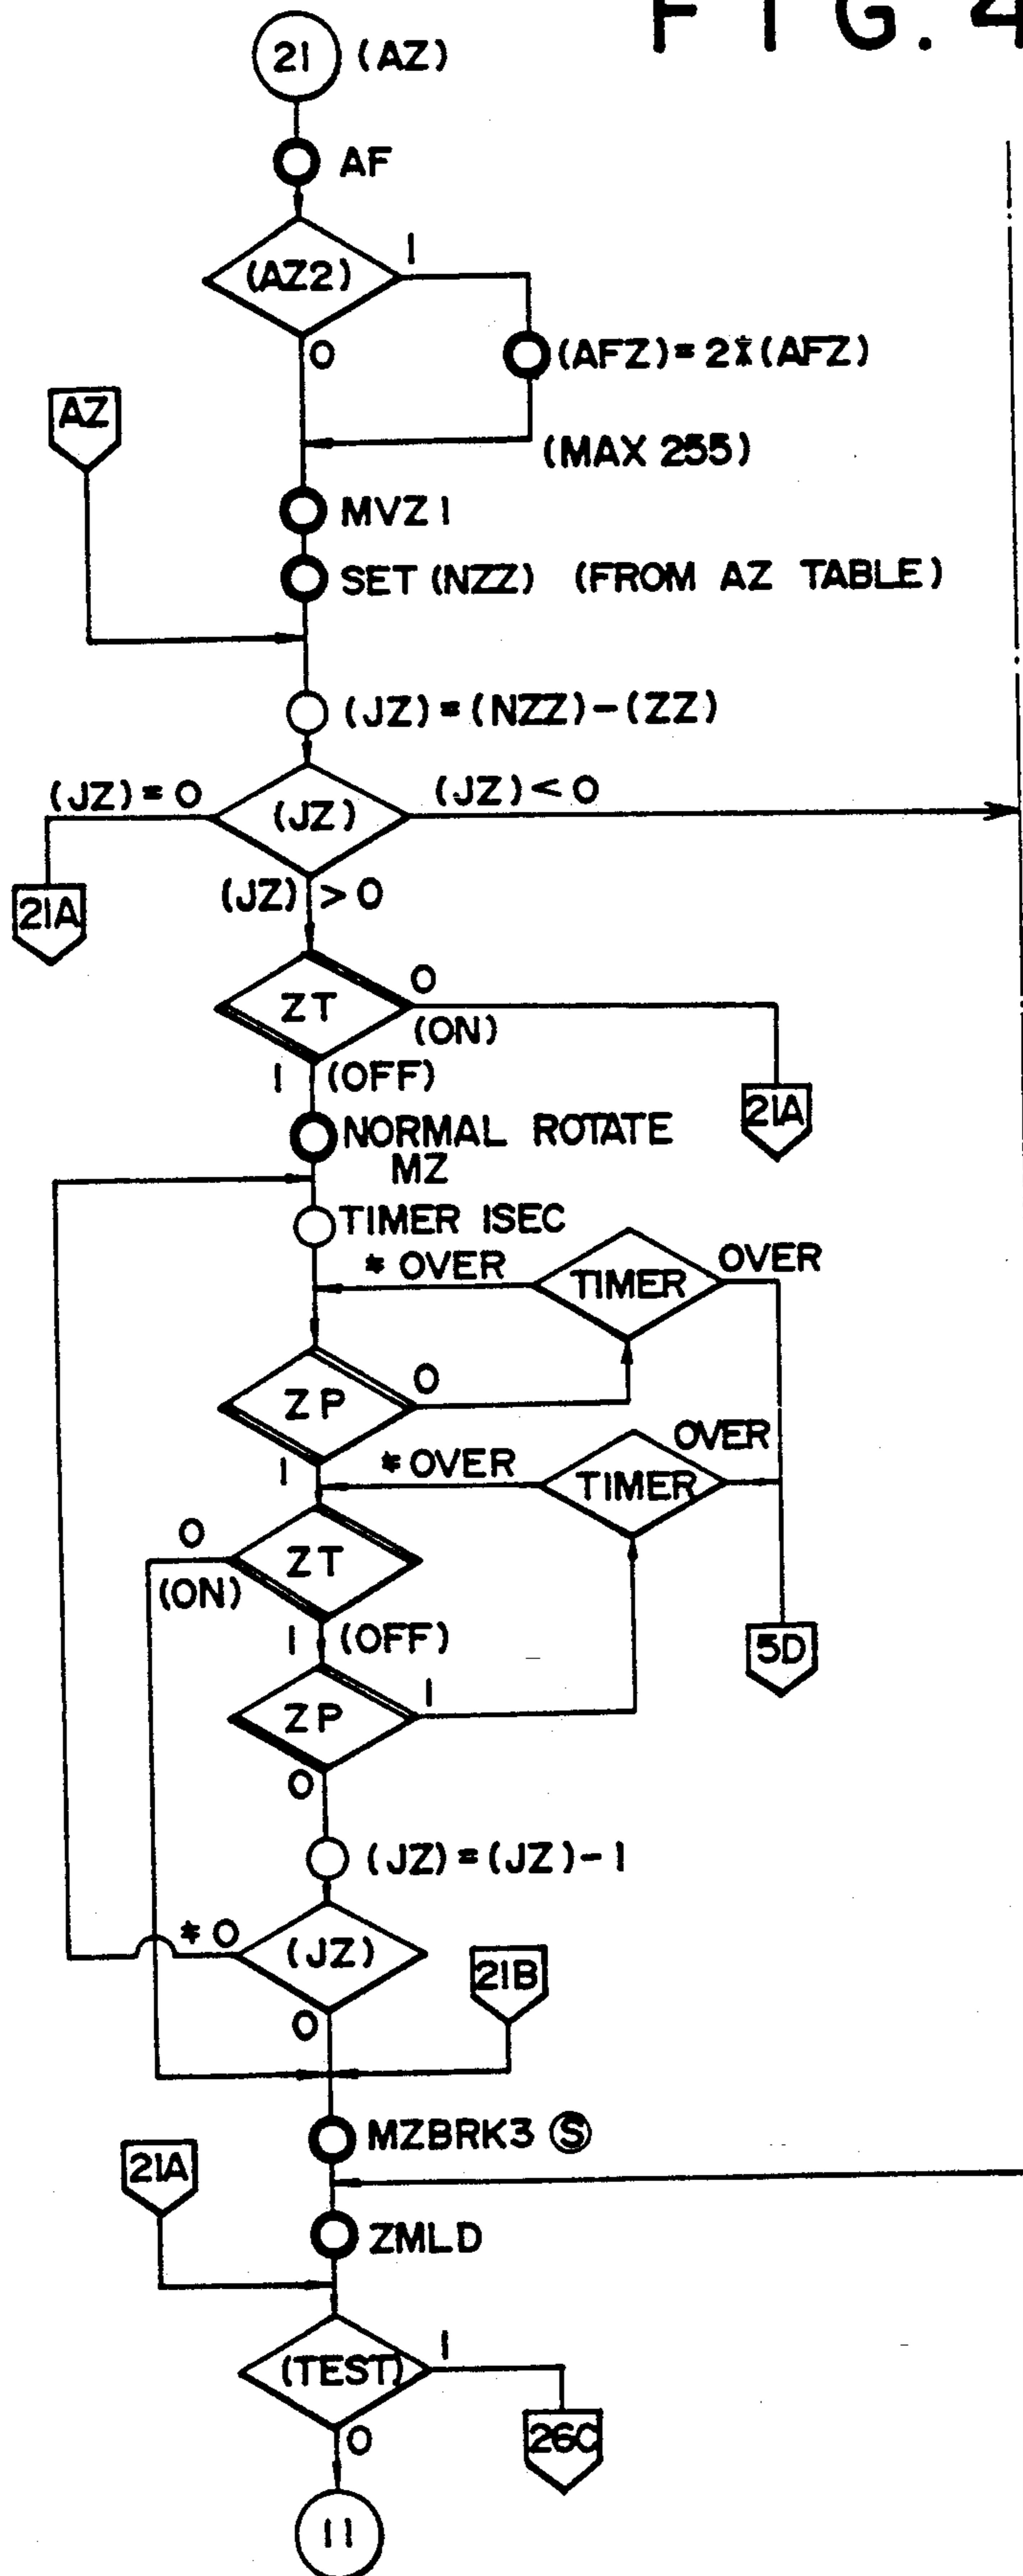 FIG. 4
21 (AZ)
AF
(AZ2)
1
0
(AFZ)=2*(AFZ)
(MAX 255)
AZ
MVZ1
SET (NZZ) (FROM AZ TABLE)
(JZ)=(NZZ)-(ZZ)
(JZ)=0
(JZ)
(JZ)<0
(JZ) >0
21A
ZT
0
(ON)
1 (OFF)
21A
NORMAL ROTATE
MZ
TIMER 1SEC
* OVER
TIMER
OVER
ZP
0
1
* OVER
TIMER
OVER
0
(ON)
ZT
1 (OFF)
5D
ZP
1
0
(JZ)=(JZ)-1
* 0
(JZ)
0
21B
MZBRK3 Ⓢ
21A
ZMLD
(TEST)
1
0
26C
11